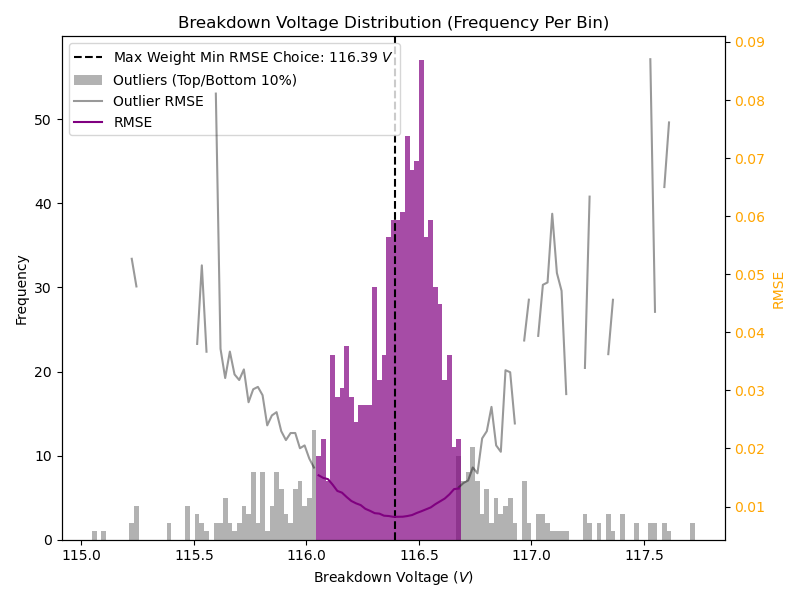 Breakdown Voltage Distribution (Frequency Per Bin)
Max Weight Min RMSE Choice: 116.39 V
Outliers (Top/Bottom 10%)
Outlier RMSE
RMSE
Frequency
0
10
20
30
40
50
115.0
115.5
116.0
116.5
117.0
117.5
Breakdown Voltage (V)
0.09
0.08
0.07
0.06
0.05
0.04
0.03
0.02
0.01
RMSE